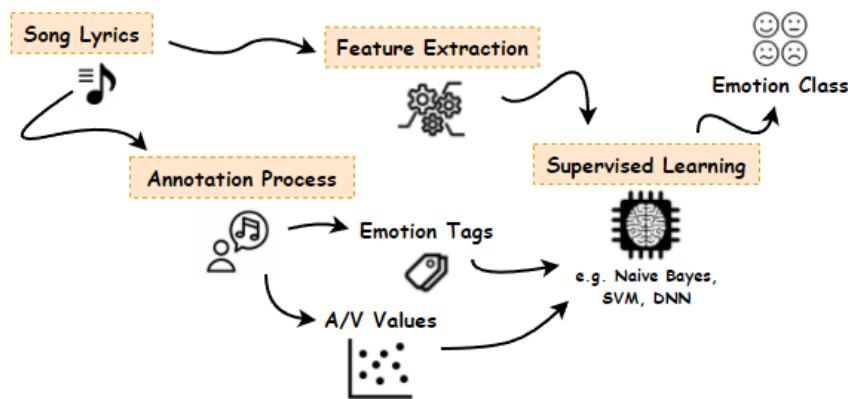 Song Lyrics
Feature Extraction
Emotion Class
Annotation Process
Supervised Learning
Emotion Tags
e.g. Naive Bayes,
SVM, DNN
A/V Values